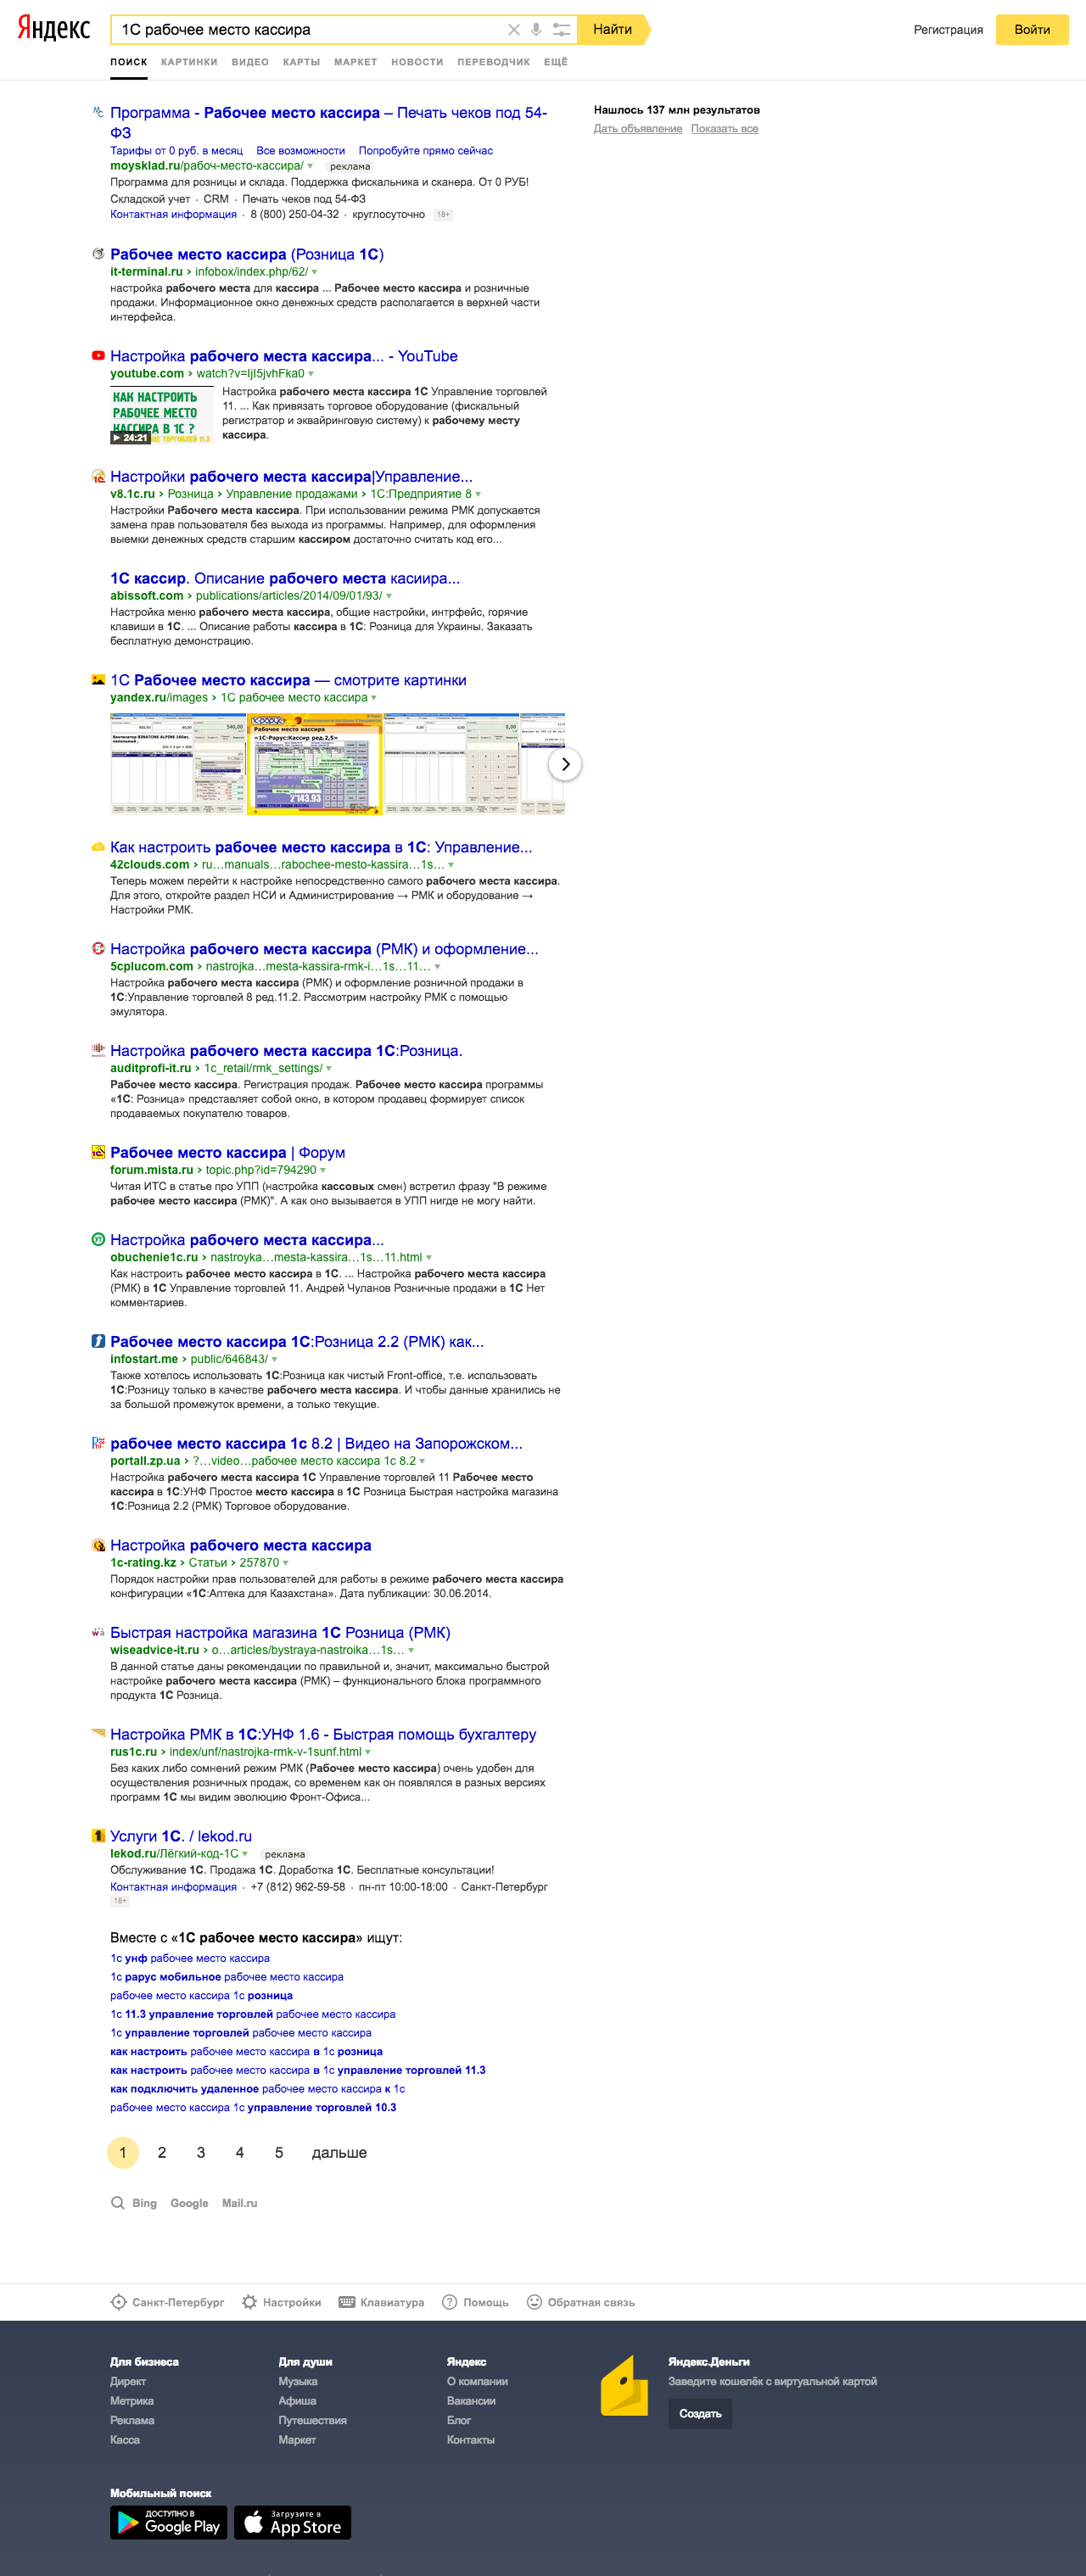 Яндекс
1С рабочее место кассира
Найти
Регистрация
Войти
ПОИСК КАРТИНКИ ВИДЕО КАРТЫ МАРКЕТ НОВОСТИ ПЕРЕВОДЧИК ЕЩЁ
Нашлось 137 млн результатов
Дать объявление Показать все
Программа - Рабочее место кассира – Печать чеков под 54-
ФЗ
Тарифы от 0 руб. в месяц Все возможности Попробуйте прямо сейчас
moysklad.ru/рабоч-место-кассира/ реклама
Программа для розницы и склада. Поддержка фискальника и сканера. От 0 РУБ!
Складской учет · CRM · Печать чеков под 54-ФЗ
Контактная информация · 8 (800) 250-04-32 · круглосуточно 18+
Рабочее место кассира (Розница 1С)
it-terminal.ru › infobox/index.php/62/
настройка рабочего места для кассира ... Рабочее место кассира и розничные
продажи. Информационное окно денежных средств располагается в верхней части
интерфейса.
Настройка рабочего места кассира... - YouTube
youtube.com › watch?v=IjI5jvhFka0
КАК НАСТРОИТЬ
РАБОЧЕЕ МЕСТО
КАССИРА В 1С ?
24:21
ИЕ ТОРГОВЛЕЙ 11.X
Настройка рабочего места кассира 1С Управление торговлей
11. ... Как привязать торговое оборудование (фискальный
регистратор и эквайринговую систему) к рабочему месту
кассира.
Настройки рабочего места кассира|Управление...
v8.1c.ru › Розница › Управление продажами › 1С:Предприятие 8
Настройки Рабочего места кассира. При использовании режима РМК допускается
замена прав пользователя без выхода из программы. Например, для оформления
выемки денежных средств старшим кассиром достаточно считать код его...
1С кассир. Описание рабочего места касиира...
abissoft.com › publications/articles/2014/09/01/93/
Настройка меню рабочего места кассира, общие настройки, интрфейс, горячие
клавиши в 1С. ... Описание работы кассира в 1С: Розница для Украины. Заказать
бесплатную демонстрацию.
1С Рабочее место кассира — смотрите картинки
yandex.ru/images › 1С рабочее место кассира
Рабочее место кассира
«1С-Рарус:Кассир ред.2,5»
2'143.93
Как настроить рабочее место кассира в 1С: Управление...
42clouds.com › ru…manuals…rabochee-mesto-kassira…1s…
Теперь можем перейти к настройке непосредственно самого рабочего места кассира.
Для этого, откройте раздел НСИ и Администрирование → РМК и оборудование →
Настройки РМК.
Настройка рабочего места кассира (РМК) и оформление...
5cplucom.com › nastrojka…mesta-kassira-rmk-i…1s…11…
Настройка рабочего места кассира (РМК) и оформление розничной продажи в
1С:Управление торговлей 8 ред.11.2. Рассмотрим настройку РМК с помощью
эмулятора.
Настройка рабочего места кассира 1С:Розница.
auditprofi-it.ru › 1c_retail/rmk_settings/
Рабочее место кассира. Регистрация продаж. Рабочее место кассира программы
«1С: Розница» представляет собой окно, в котором продавец формирует список
продаваемых покупателю товаров.
Рабочее место кассира | Форум
forum.mista.ru › topic.php?id=794290
Читая ИТС в статье про УПП (настройка кассовых смен) встретил фразу "В режиме
рабочее место кассира (РМК)". А как оно вызывается в УПП нигде не могу найти.
Настройка рабочего места кассира...
obuchenie1c.ru › nastroyka…mesta-kassira…1s…11.html
Как настроить рабочее место кассира в 1С. ... Настройка рабочего места кассира
(РМК) в 1С Управление торговлей 11. Андрей Чуланов Розничные продажи в 1С Нет
комментариев.
Рабочее место кассира 1С:Розница 2.2 (РМК) как...
infostart.me › public/646843/
Также хотелось использовать 1С:Розница как чистый Front-office, т.е. использовать
1С:Розницу только в качестве рабочего места кассира. И чтобы данные хранились не
за большой промежуток времени, а только текущие.
рабочее место кассира 1с 8.2 | Видео на Запорожском...
portall.zp.ua › ?…video…рабочее место кассира 1с 8.2
Настройка рабочего места кассира 1С Управление торговлей 11 Рабочее место
кассира в 1С:УНФ Простое место кассира в 1С Розница Быстрая настройка магазина
1С:Розница 2.2 (РМК) Торговое оборудование.
Настройка рабочего места кассира
1c-rating.kz › Статьи › 257870
Порядок настройки прав пользователей для работы в режиме рабочего места кассира
конфигурации «1С:Аптека для Казахстана». Дата публикации: 30.06.2014.
Быстрая настройка магазина 1С Розница (РМК)
wiseadvice-it.ru › o…articles/bystraya-nastroika…1s…
В данной статье даны рекомендации по правильной и, значит, максимально быстрой
настройке рабочего места кассира (РМК) – функционального блока программного
продукта 1С Розница.
Настройка РМК в 1С:УНФ 1.6 - Быстрая помощь бухгалтеру
rus1c.ru › index/unf/nastrojka-rmk-v-1sunf.html
Без каких либо сомнений режим РМК (Рабочее место кассира) очень удобен для
осуществления розничных продаж, со временем как он появлялся в разных версиях
программ 1С мы видим эволюцию Фронт-Офиса...
Услуги 1С. / lekod.ru
lekod.ru/Лёгкий-код-1С реклама
Обслуживание 1С. Продажа 1С. Доработка 1С. Бесплатные консультации!
Контактная информация · +7 (812) 962-59-58 · пн-пт 10:00-18:00 · Санкт-Петербург
18+
Вместе с «1С рабочее место кассира» ищут:
1с унф рабочее место кассира
1с рарус мобильное рабочее место кассира
рабочее место кассира 1с розница
1с 11.3 управление торговлей рабочее место кассира
1с управление торговлей рабочее место кассира
как настроить рабочее место кассира в 1с розница
как настроить рабочее место кассира в 1с управление торговлей 11.3
как подключить удаленное рабочее место кассира к 1с
рабочее место кассира 1с управление торговлей 10.3
1 2 3 4 5 дальше
Bing Google Mail.ru
Санкт-Петербург Настройки Клавиатура Помощь Обратная связь
Для бизнеса
Директ
Метрика
Реклама
Касса
Для души
Музыка
Афиша
Путешествия
Маркет
Яндекс
О компании
Вакансии
Блог
Контакты
Яндекс.Деньги
Заведите кошелёк с виртуальной картой
Создать
Мобильный поиск
ДОСТУПНО В
Google Play
Загрузите в
App Store